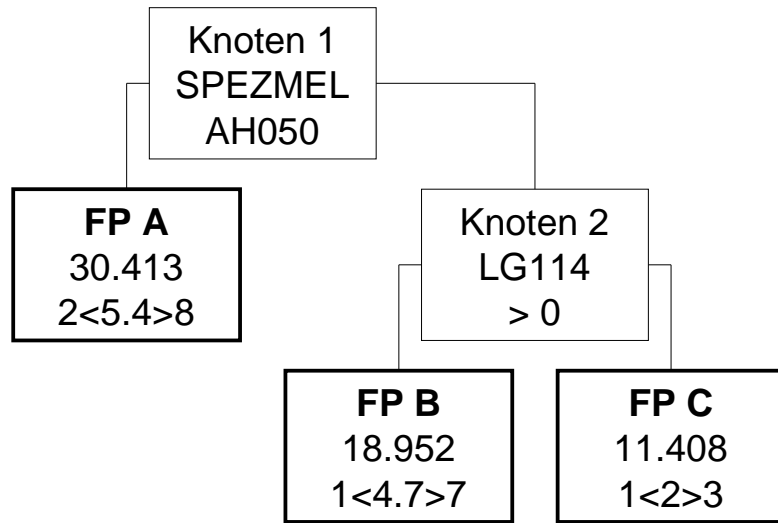 Knoten 1
SPEZMEL
AH050
FP A
30.413
2<5.4>8
Knoten 2
LG114
> 0
FP B
18.952
1<4.7>7
FP C
11.408
1<2>3